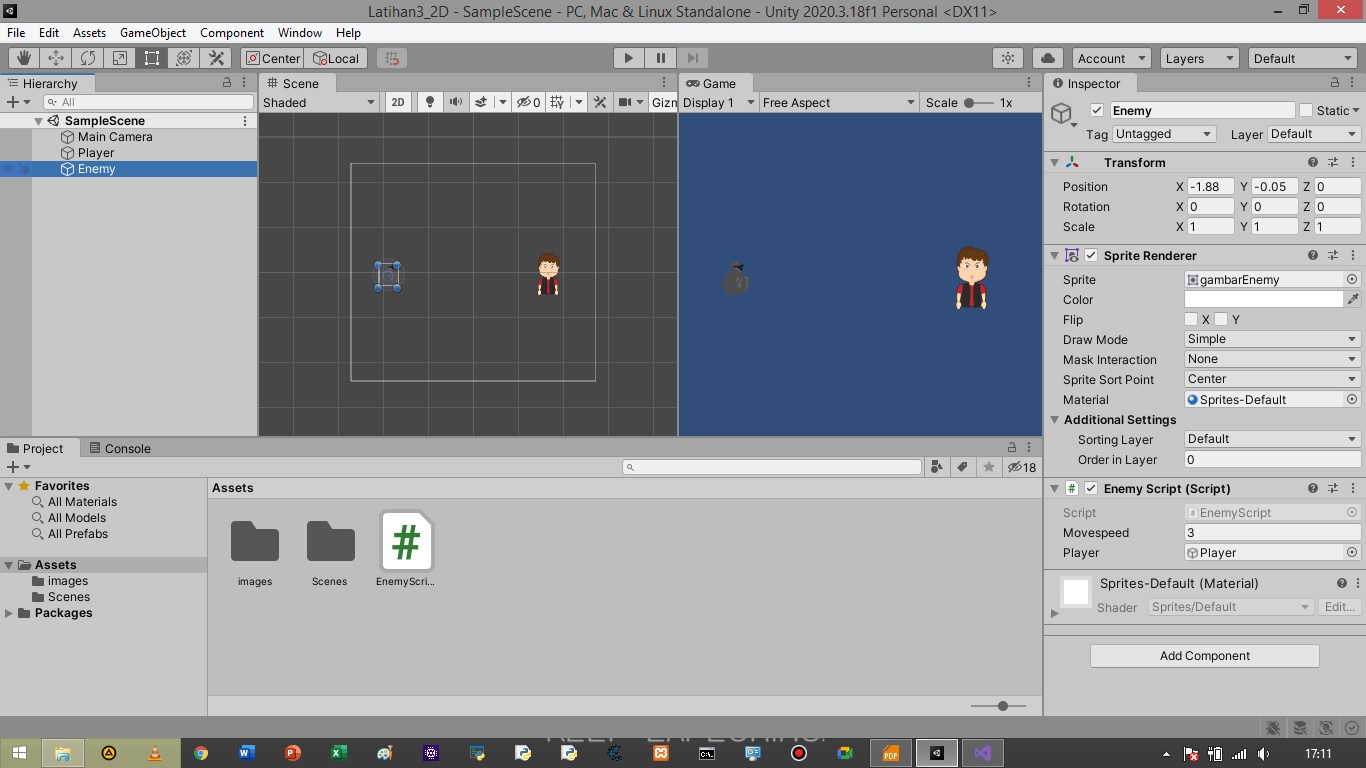 Latihan3_2D - SampleScene - PC, Mac & Linux Standalone - Unity 2020.3.18f1 Personal <DX11>
File Edit Assets GameObject Component Window Help
Center Local Account Layers Default
Hierarchy
All
SampleScene
Main Camera
Player
Enemy
Scene
Shaded 2D 0 Gizn
Game
Display 1 Free Aspect Scale 1x
Inspector
Enemy Static
Tag Untagged Layer Default
Transform
Position X -1.88 Y -0.05 Z 0
Rotation X 0 Y 0 Z 0
Scale X 1 Y 1 Z 1
Sprite Renderer
Sprite gambarEnemy
Color
Flip X Y
Draw Mode Simple
Mask Interaction None
Sprite Sort Point Center
Material Sprites-Default
Additional Settings
Sorting Layer Default
Order in Layer 0
# Enemy Script (Script)
Script EnemyScript
Movespeed 3
Player Player
Sprites-Default (Material)
Shader Sprites/Default Edit...
Add Component
Project Console
18
Favorites
All Materials
All Models
All Prefabs
Assets
images
Scenes
Packages
Assets
#
images Scenes EnemyScri...
PDF
17:11